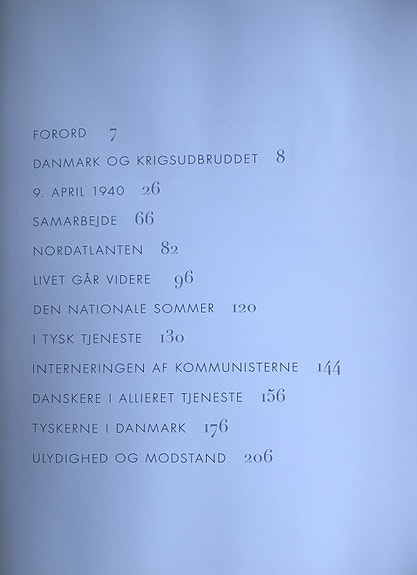 FORORD 7
DANMARK OG KRIGSUDBRUDDET 8
9. APRIL 1940 26
SAMARBEJDE 66
NORDATLANTEN 82
LIVET GÅR VIDERE 96
DEN NATIONALE SOMMER 120
I TYSK TJENESTE 130
INTERNERINGEN AF KOMMUNISTERNE 144
DANSKERE I ALLIERET TJENESTE 156
TYSKERNE I DANMARK 176
ULYDIGHED OG MODSTAND 206